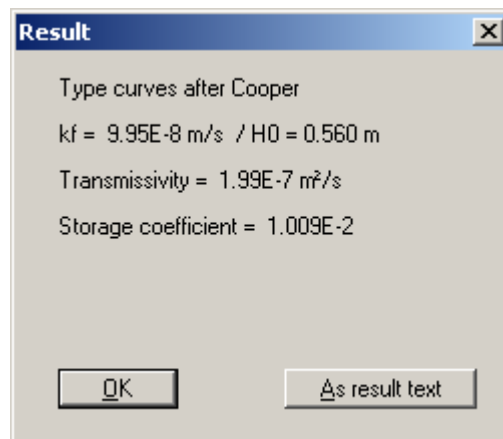 Result
Type curves after Cooper
kf = 9.95E-8 m/s / H0 = 0.560 m
Transmissivity = 1.99E-7 m²/s
Storage coefficient = 1.009E-2
OK
As result text